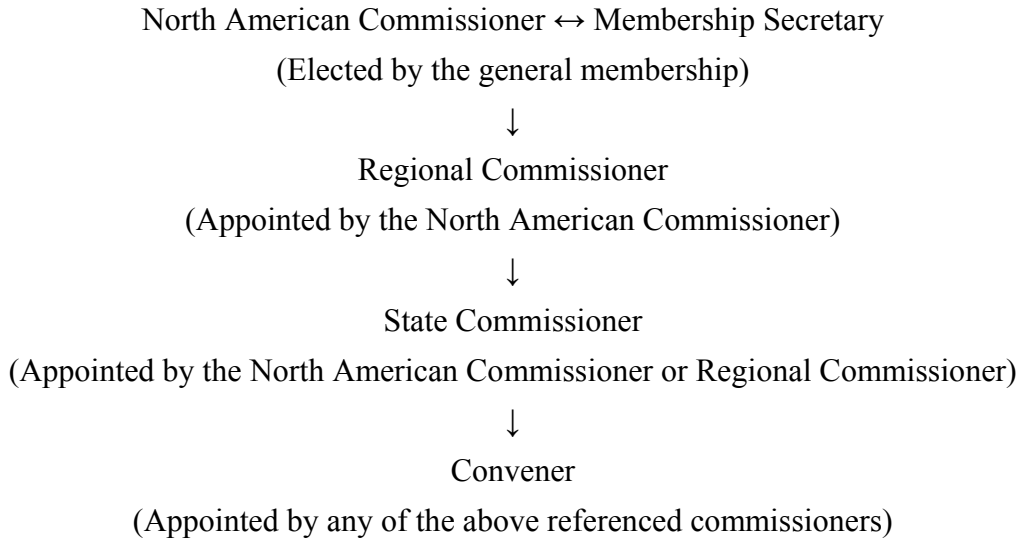 North American Commissioner ↔ Membership Secretary
(Elected by the general membership)
↓
Regional Commissioner
(Appointed by the North American Commissioner)
↓
State Commissioner
(Appointed by the North American Commissioner or Regional Commissioner)
↓
Convener
(Appointed by any of the above referenced commissioners)